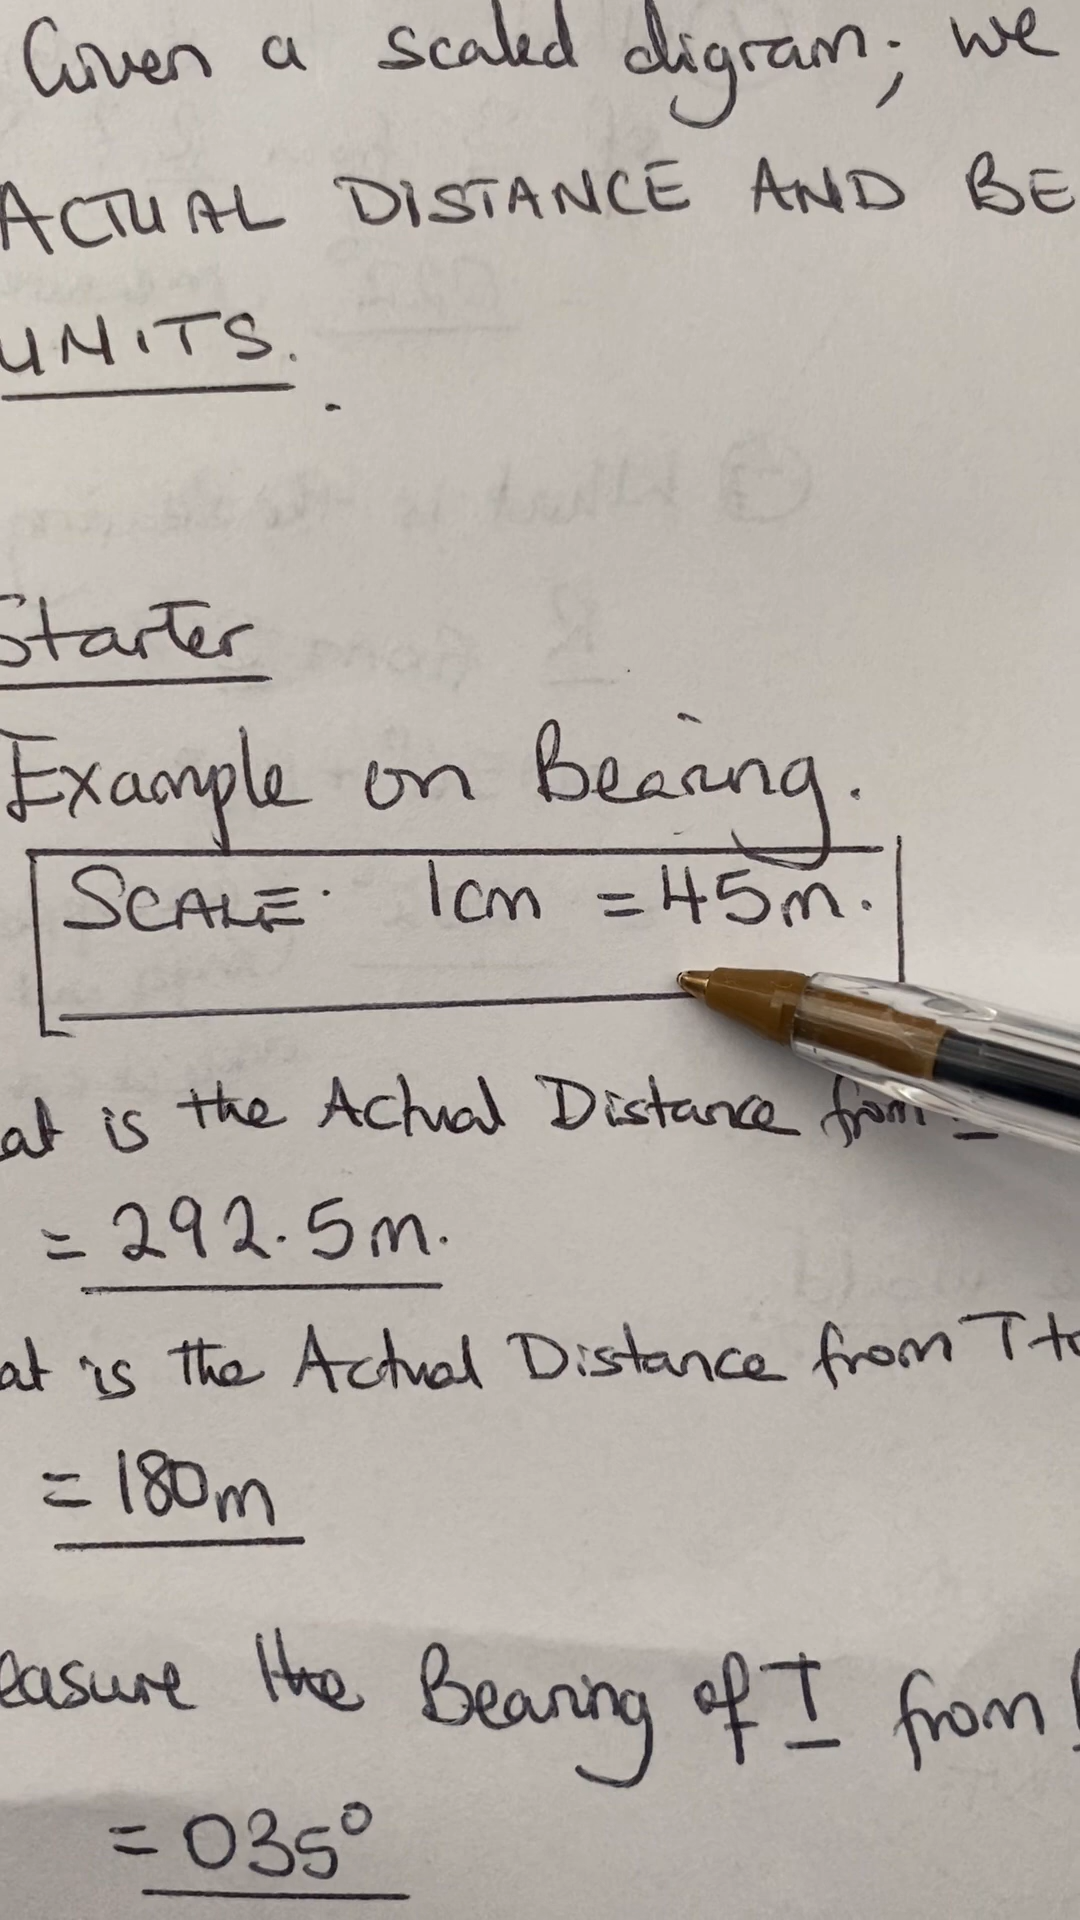 Given a scaled digram; we
ACTUAL DISTANCE AND BE
UNITS.
Starter
Example on Bearing.
SCALE: 1cm = 45m.
at is the Actual Distance from
= 292.5m.
at is the Actual Distance from T to
= 180m
easure the Bearing of T from
= 035°